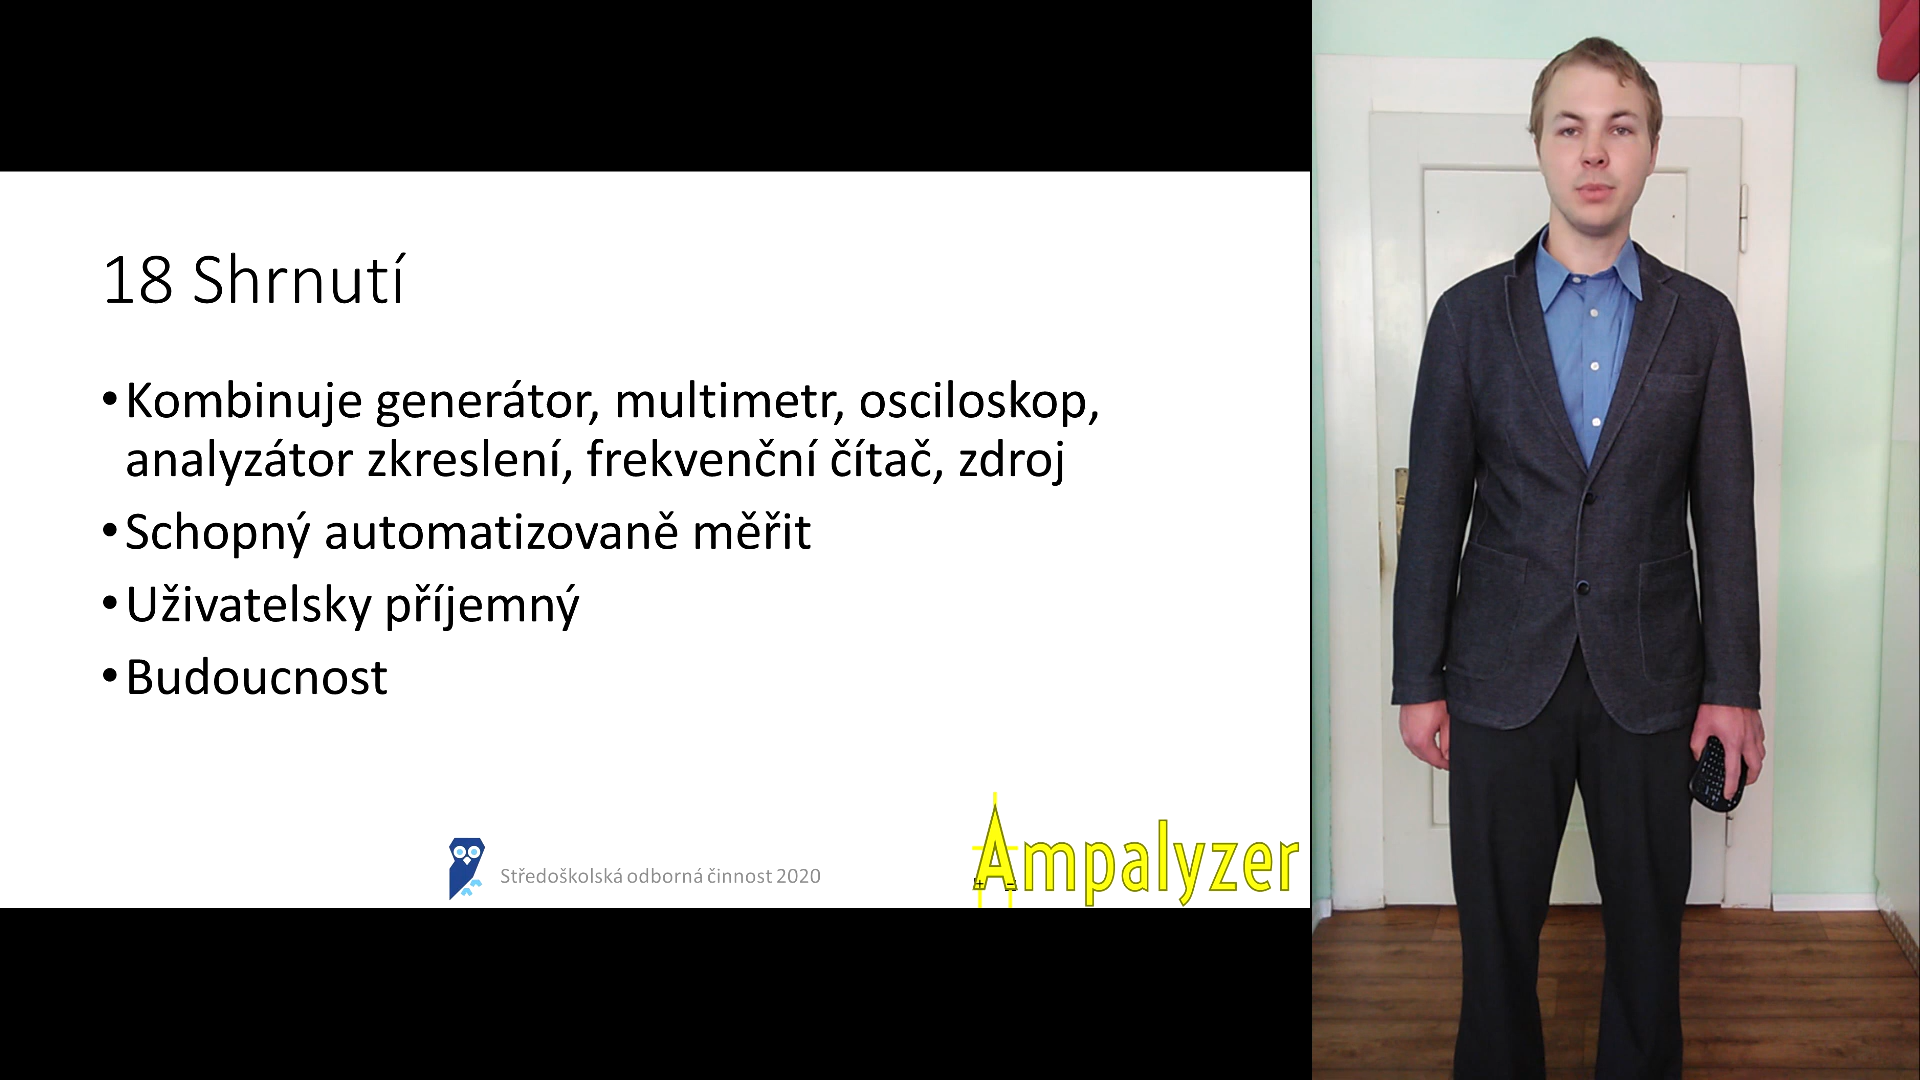 18 Shrnutí
•Kombinuje generátor, multimetr, osciloskop,
analyzátor zkreslení, frekvenční čítač, zdroj
•Schopný automatizovaně měřit
•Uživatelsky příjemný
•Budoucnost
Středoškolská odborná činnost 2020
Ampalyzer